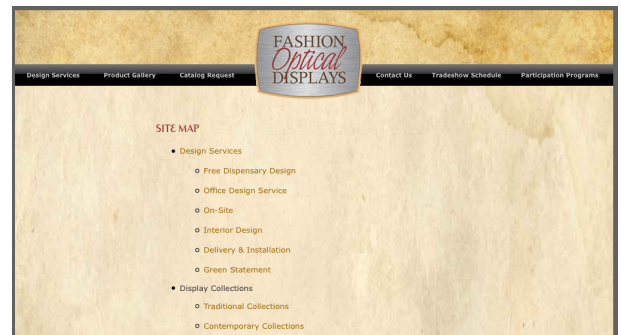 FASHION
Optical
DISPLAYS
Design Services Product Gallery Catalog Request Contact Us Tradeshow Schedule Participation Programs
SITE MAP
Design Services
Free Dispensary Design
Office Design Service
On-Site
Interior Design
Delivery & Installation
Green Statement
Display Collections
Traditional Collections
Contemporary Collections